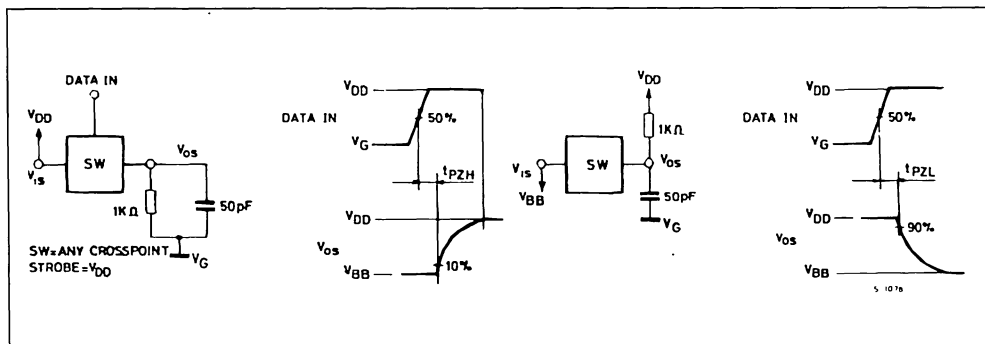 DATA IN
VDD
VIS
SW
VOS
1KΩ
50pF
VG
SW=ANY CROSSPOINT
STROBE=VDD
VDD
DATA IN
50%
VG
tPZH
VDD
VOS
10%
VBB
VDD
1KΩ
VIS
SW
VOS
VBB
50pF
VG
VDD
DATA IN
50%
VG
tPZL
VDD
90%
VOS
VBB
S-1078